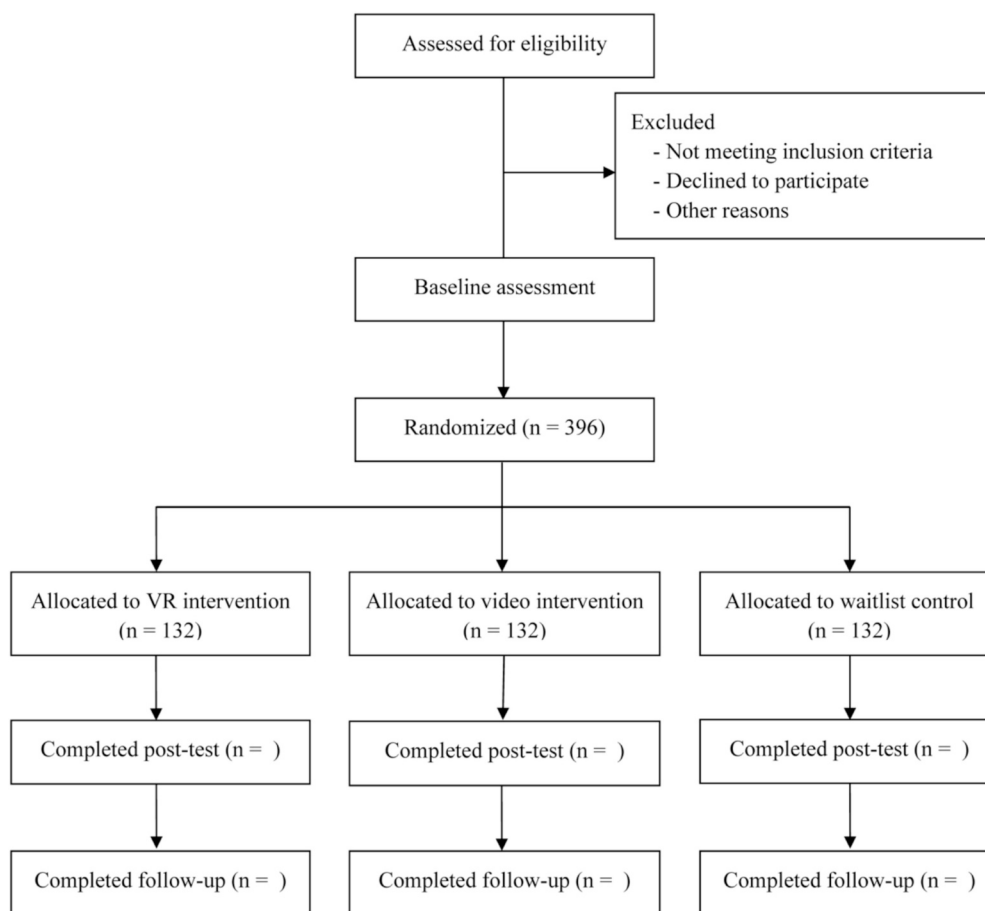 Assessed for eligibility
Excluded
- Not meeting inclusion criteria
- Declined to participate
- Other reasons
Baseline assessment
Randomized (n = 396)
Allocated to VR intervention
(n = 132)
Allocated to video intervention
(n = 132)
Allocated to waitlist control
(n = 132)
Completed post-test (n =  )
Completed post-test (n =  )
Completed post-test (n =  )
Completed follow-up (n =  )
Completed follow-up (n =  )
Completed follow-up (n =  )